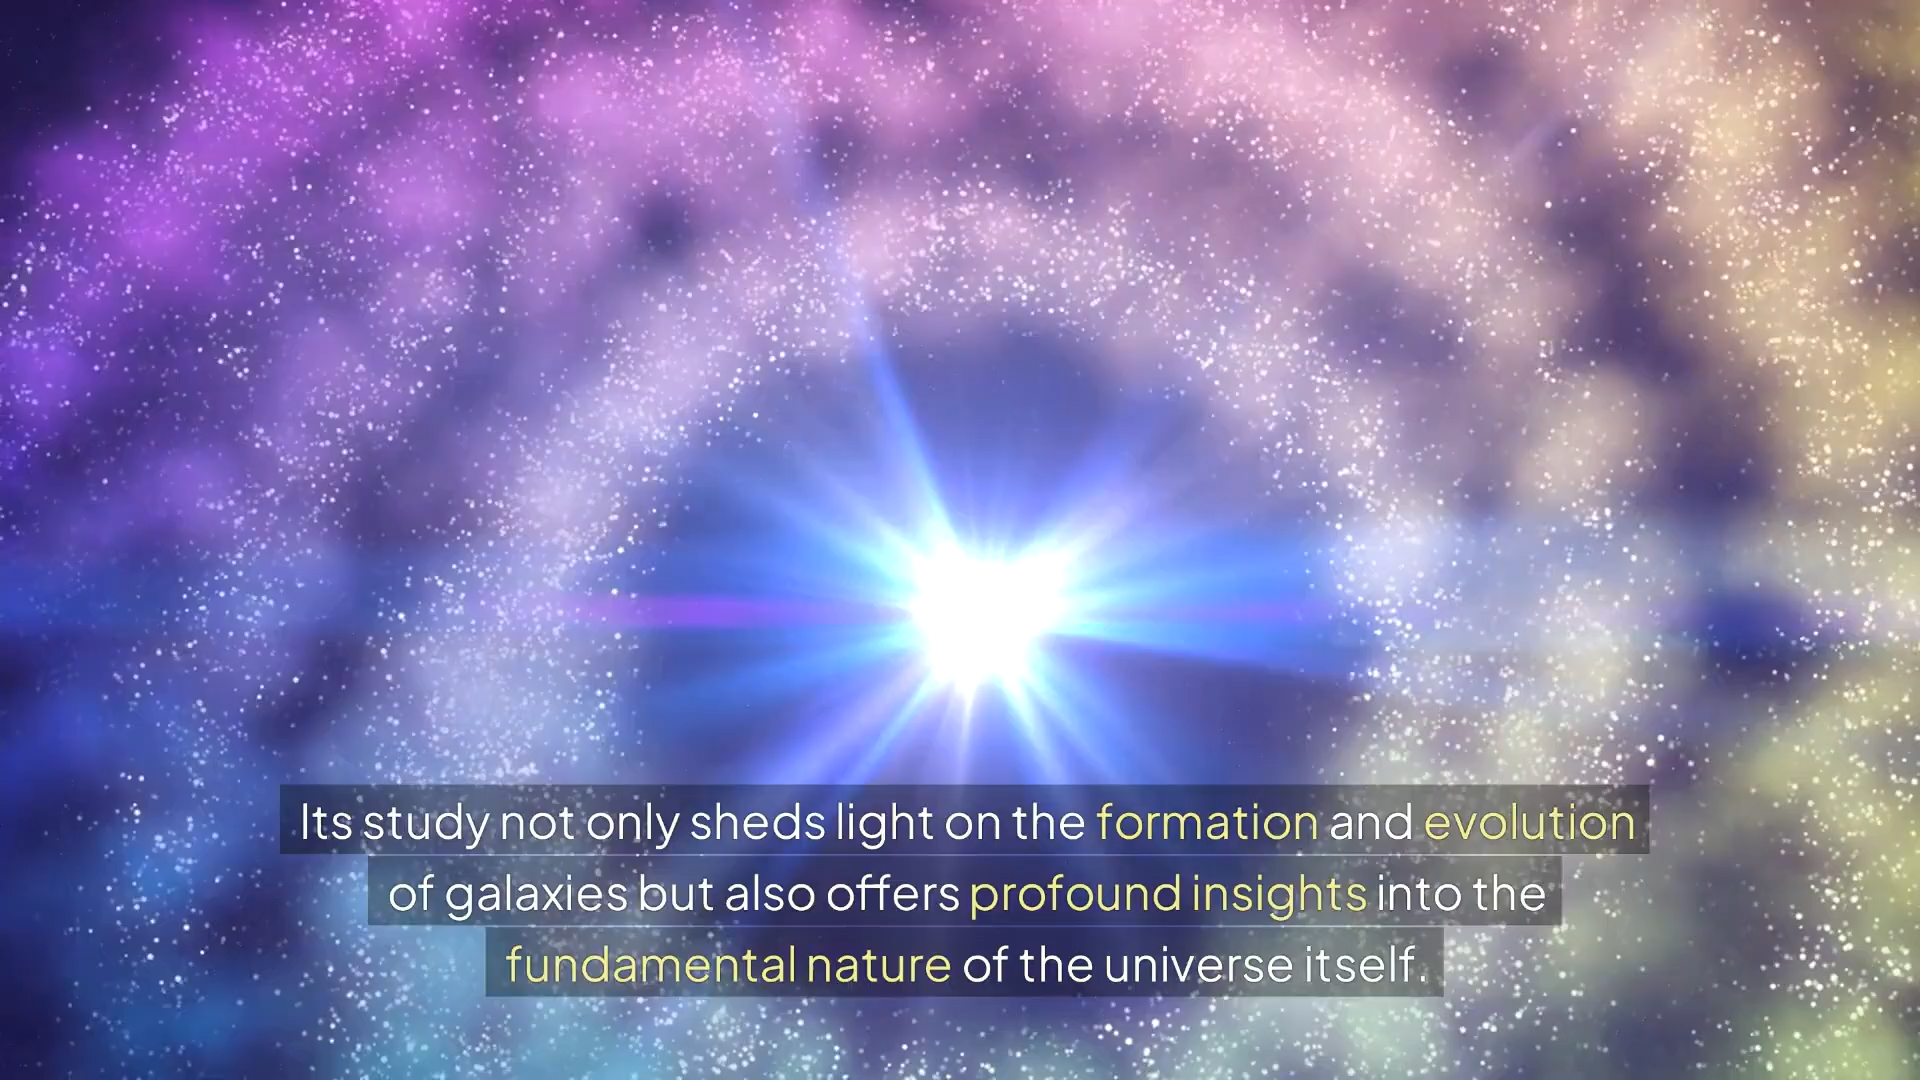 Its study not only sheds light on the formation and evolution
of galaxies but also offers profound insights into the
fundamental nature of the universe itself.